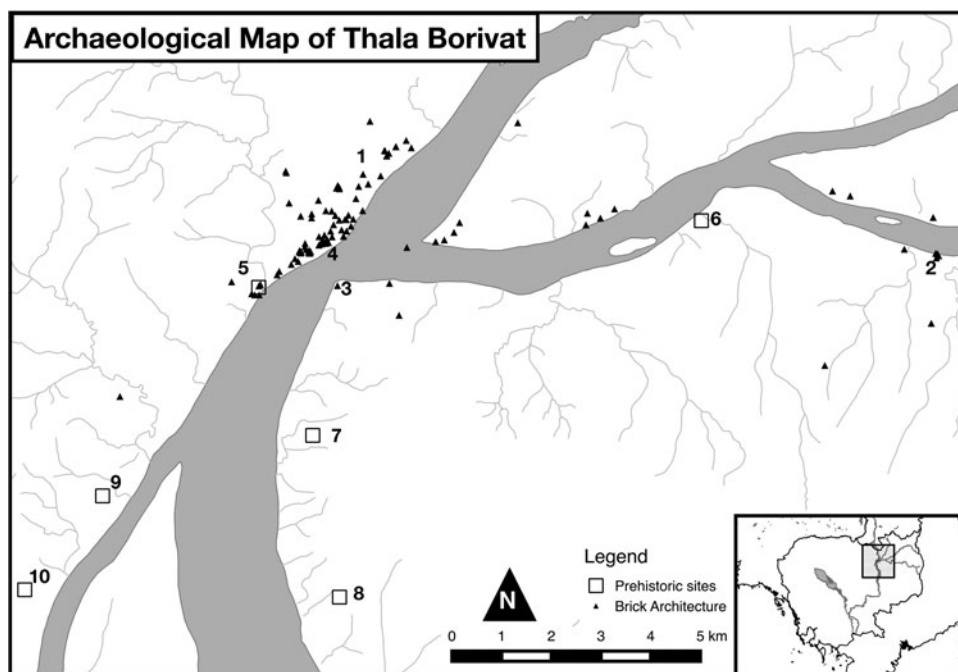 Archaeological Map of Thala Borivat
1
6
4
5
2
3
7
9
10
8
Legend
Prehistoric sites
Brick Architecture
N
0 1 2 3 4 5 km